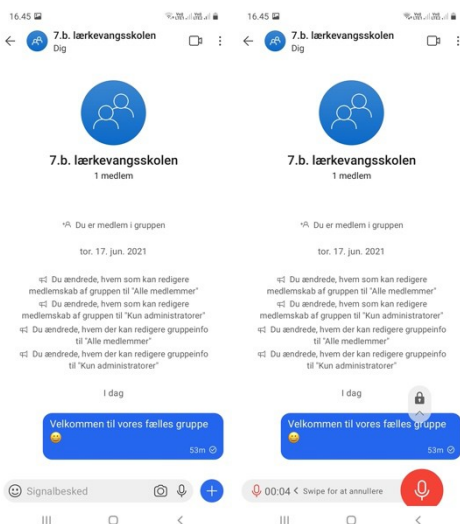 16.45
7.b. lærkevangsskolen
Dig
7.b. lærkevangsskolen
1 medlem
Du er medlem i gruppen
tor. 17. jun. 2021
Du ændrede, hvem som kan redigere
medlemskab af gruppen til "Alle medlemmer"
Du ændrede, hvem som kan redigere
medlemskab af gruppen til "Kun administratorer"
Du ændrede, hvem der kan redigere gruppeinfo
til "Alle medlemmer"
Du ændrede, hvem der kan redigere gruppeinfo
til "Kun administratorer"
I dag
Velkommen til vores fælles gruppe
😀
53m
Signalbesked
16.45
7.b. lærkevangsskolen
Dig
7.b. lærkevangsskolen
1 medlem
Du er medlem i gruppen
tor. 17. jun. 2021
Du ændrede, hvem som kan redigere
medlemskab af gruppen til "Alle medlemmer"
Du ændrede, hvem som kan redigere
medlemskab af gruppen til "Kun administratorer"
Du ændrede, hvem der kan redigere gruppeinfo
til "Alle medlemmer"
Du ændrede, hvem der kan redigere gruppeinfo
til "Kun administratorer"
I dag
Velkommen til vores fælles gruppe
😀
53m
00:04 < Swipe for at annullere